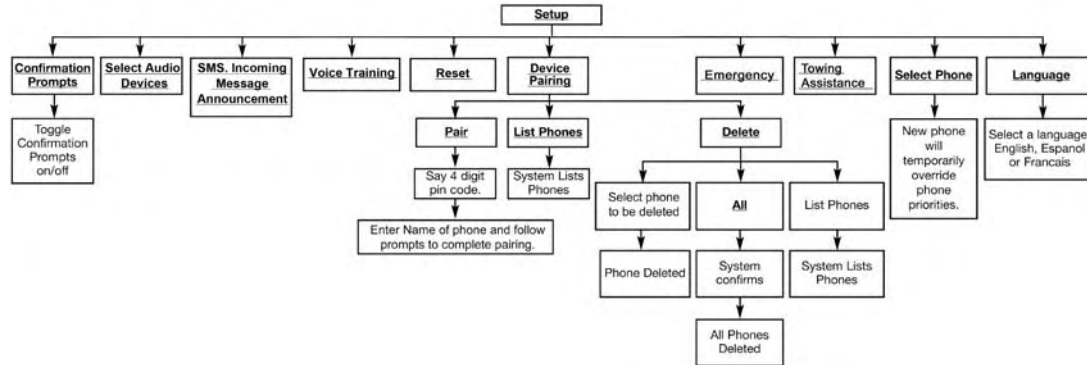 Setup
Confirmation
Prompts
Select Audio
Devices
SMS. Incoming
Message
Announcement
Voice Training
Reset
Device
Pairing
Emergency
Towing
Assistance
Select Phone
Language
Toggle
Confirmation
Prompts
on/off
Pair
List Phones
Delete
New phone
will
temporarily
override
phone
priorities.
Select a language
English, Espanol
or Francais
Say 4 digit
pin code.
System Lists
Phones
Select phone
to be deleted
All
List Phones
Enter Name of phone and follow
prompts to complete pairing.
Phone Deleted
System
confirms
System Lists
Phones
All Phones
Deleted